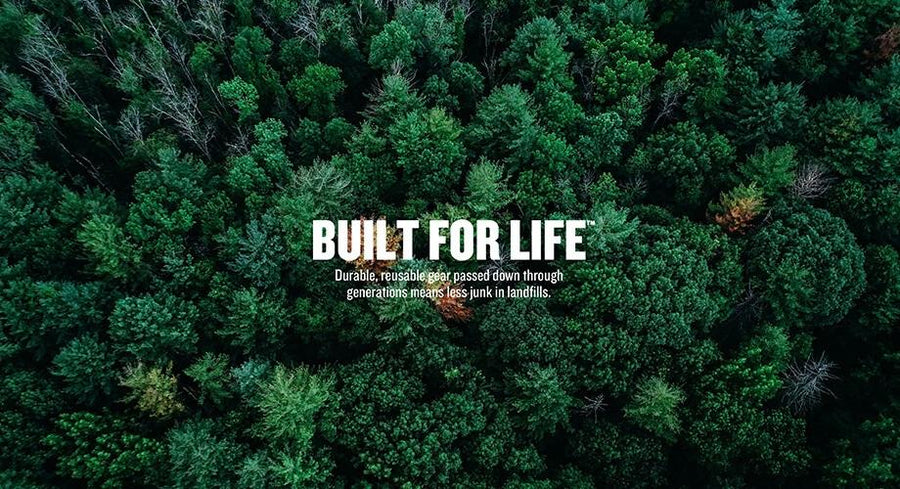 BUILT FOR LIFE™
Durable, reusable gear passed down through
generations means less junk in landfills.